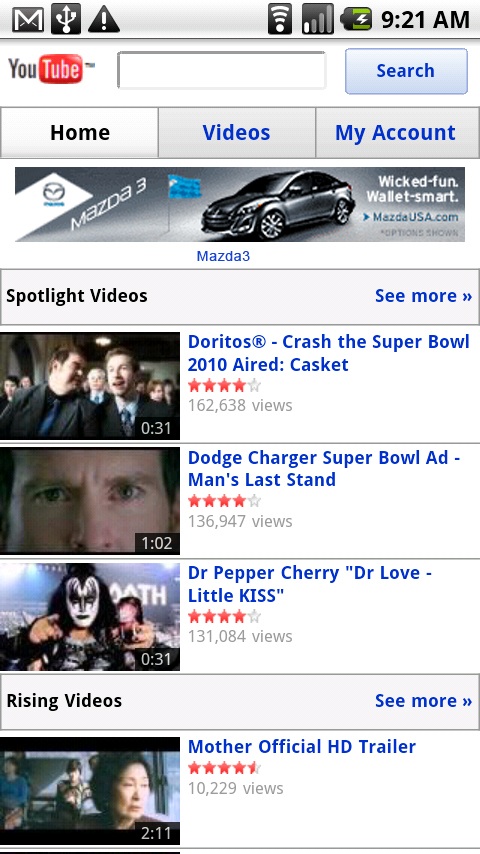 9:21 AM
YouTube™
Search
Home
Videos
My Account
mazda
MAZDA 3
Wicked-fun.
Wallet-smart.
MazdaUSA.com
*OPTIONS SHOWN
Mazda3
Spotlight Videos
See more »
Doritos® - Crash the Super Bowl
2010 Aired: Casket
0:31
162,638 views
Dodge Charger Super Bowl Ad -
Man's Last Stand
1:02
136,947 views
Dr Pepper Cherry "Dr Love -
Little KISS"
0:31
131,084 views
Rising Videos
See more »
Mother Official HD Trailer
2:11
10,229 views